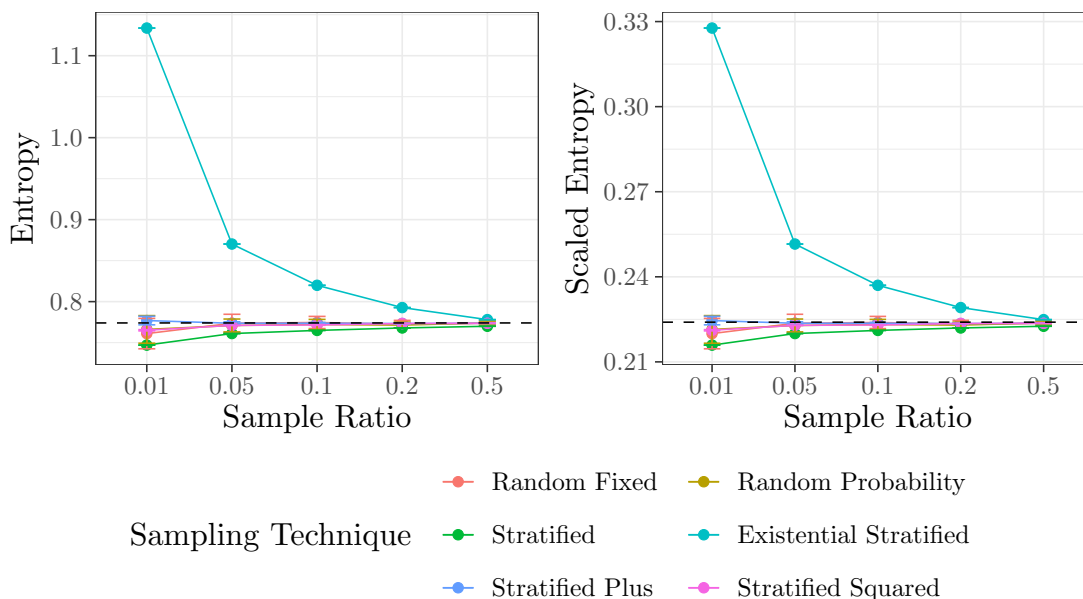 Entropy
1.1
1.0
0.9
0.8
0.01 0.05 0.1 0.2 0.5
Sample Ratio
Scaled Entropy
0.33
0.30
0.27
0.24
0.21
0.01 0.05 0.1 0.2 0.5
Sample Ratio
Sampling Technique
Random Fixed
Random Probability
Stratified
Existential Stratified
Stratified Plus
Stratified Squared